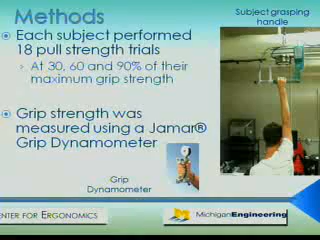 Methods
Subject grasping
handle
Each subject performed
18 pull strength trials
At 30, 60 and 90% of their
maximum grip strength
Grip strength was
measured using a Jamar®
Grip Dynamometer
Grip
Dynamometer
ENTER FOR ERGONOMICS
MichiganEngineering